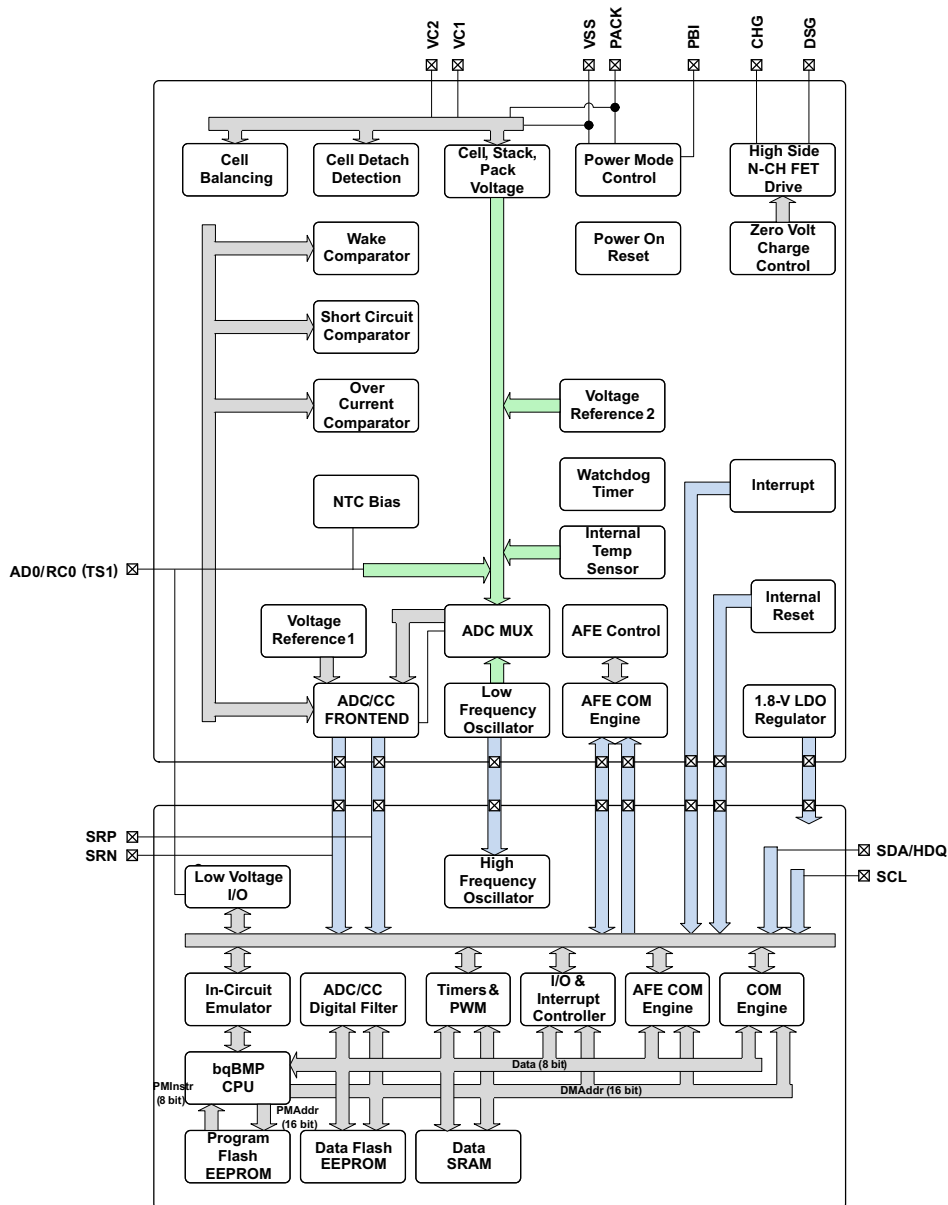 VC2
VC1
VSS
PACK
PBI
CHG
DSG
Cell
Balancing
Cell Detach
Detection
Cell, Stack,
Pack
Voltage
Power Mode
Control
High Side
N-CH FET
Drive
Wake
Comparator
Power On
Reset
Zero Volt
Charge
Control
Short Circuit
Comparator
Over
Current
Comparator
Voltage
Reference 2
NTC Bias
Watchdog
Timer
Interrupt
AD0/RC0 (TS1)
Internal
Temp
Sensor
Internal
Reset
Voltage
Reference 1
ADC MUX
AFE Control
ADC/CC
FRONTEND
Low
Frequency
Oscillator
AFE COM
Engine
1.8-V LDO
Regulator
SRP
SRN
SDA/HDQ
SCL
Low Voltage
I/O
High
Frequency
Oscillator
In-Circuit
Emulator
ADC/CC
Digital Filter
Timers &
PWM
I/O &
Interrupt
Controller
AFE COM
Engine
COM
Engine
bqBMP
CPU
Data (8 bit)
DMAddr (16 bit)
PMInstr
(8 bit)
PMAddr
(16 bit)
Program
Flash
EEPROM
Data Flash
EEPROM
Data
SRAM